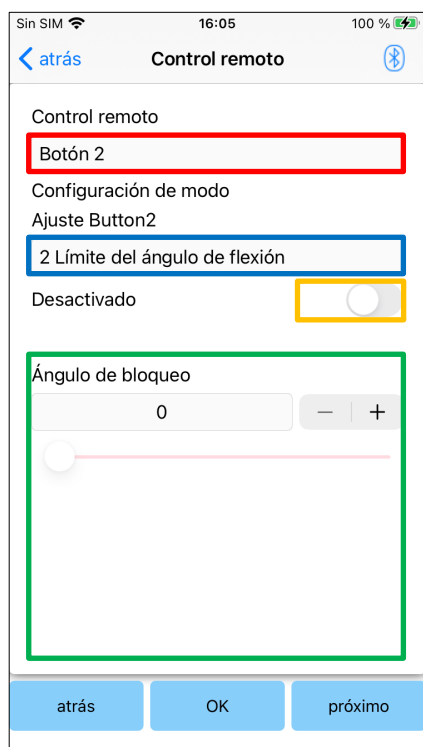 Sin SIM 16:05 100 %
atrás Control remoto
Control remoto
Botón 2
Configuración de modo
Ajuste Button2
2 Límite del ángulo de flexión
Desactivado
Ángulo de bloqueo
0 − +
atrás OK próximo